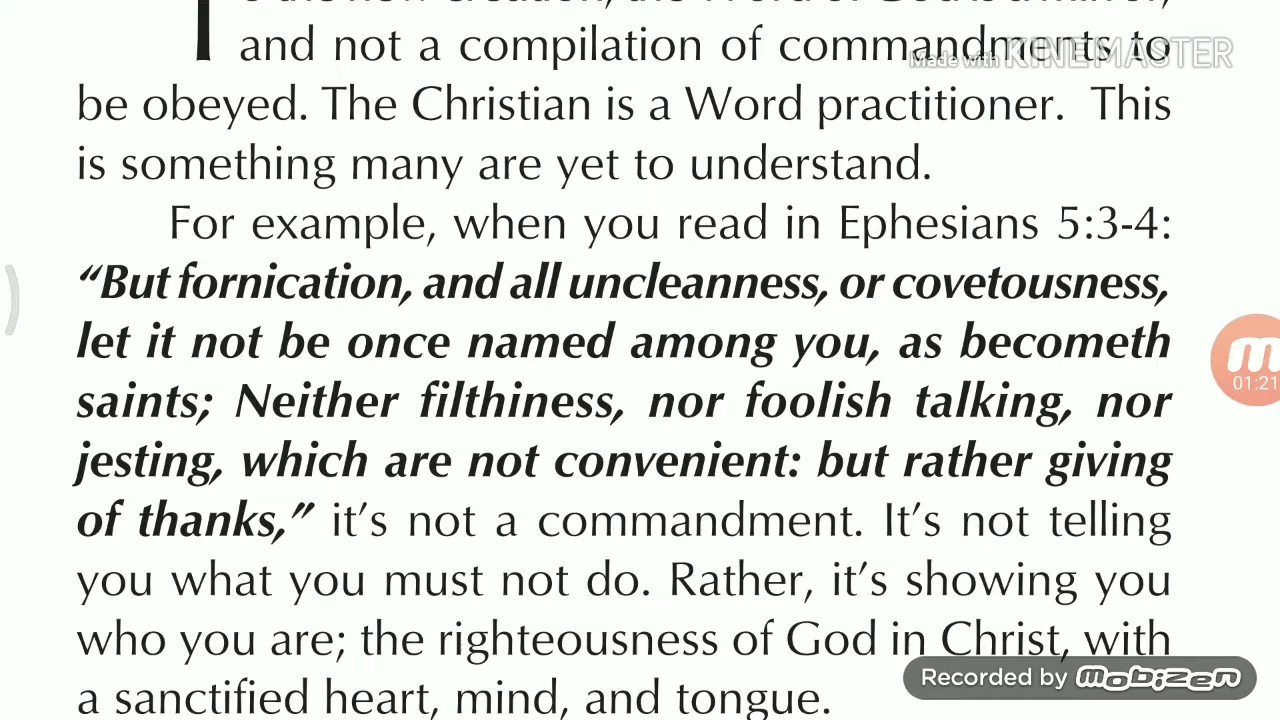 and not a compilation of commandments to
Made with KINEMASTER
be obeyed. The Christian is a Word practitioner. This
is something many are yet to understand.
For example, when you read in Ephesians 5:3-4:
“But fornication, and all uncleanness, or covetousness,
let it not be once named among you, as becometh
saints; Neither filthiness, nor foolish talking, nor
jesting, which are not convenient: but rather giving
of thanks,” it’s not a commandment. It’s not telling
you what you must not do. Rather, it’s showing you
who you are; the righteousness of God in Christ, with
a sanctified heart, mind, and tongue.
01:21
Recorded by mobizen